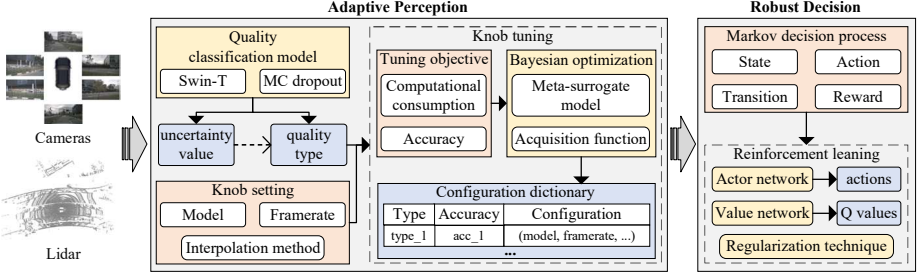 Adaptive Perception
Robust Decision
Cameras
Lidar
Quality
classification model
Swin-T
MC dropout
uncertainty
value
quality
type
Knob setting
Model
Framerate
Interpolation method
Knob tuning
Tuning objective
Computational
consumption
Accuracy
Bayesian optimization
Meta-surrogate
model
Acquisition function
Configuration dictionary
Type Accuracy Configuration
type_1 acc_1 (model, framerate, ...)
...
Markov decision process
State
Action
Transition
Reward
Reinforcement leaning
Actor network
actions
Value network
Q values
Regularization technique